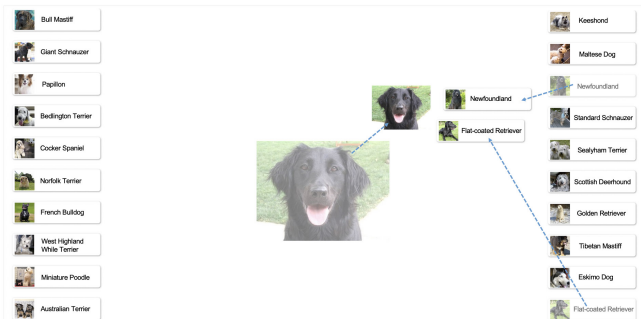 Bull Mastiff
Giant Schnauzer
Papillon
Bedlington Terrier
Cocker Spaniel
Norfolk Terrier
French Bulldog
West Highland
While Terrier
Miniature Poodle
Australian Terrier
Newfoundland
Flat-coated Retriever
Keeshond
Maltese Dog
Newfoundland
Standard Schnauzer
Sealyham Terrier
Scottish Deerhound
Golden Retriever
Tibetan Mastiff
Eskimo Dog
Flat-coated Retriever